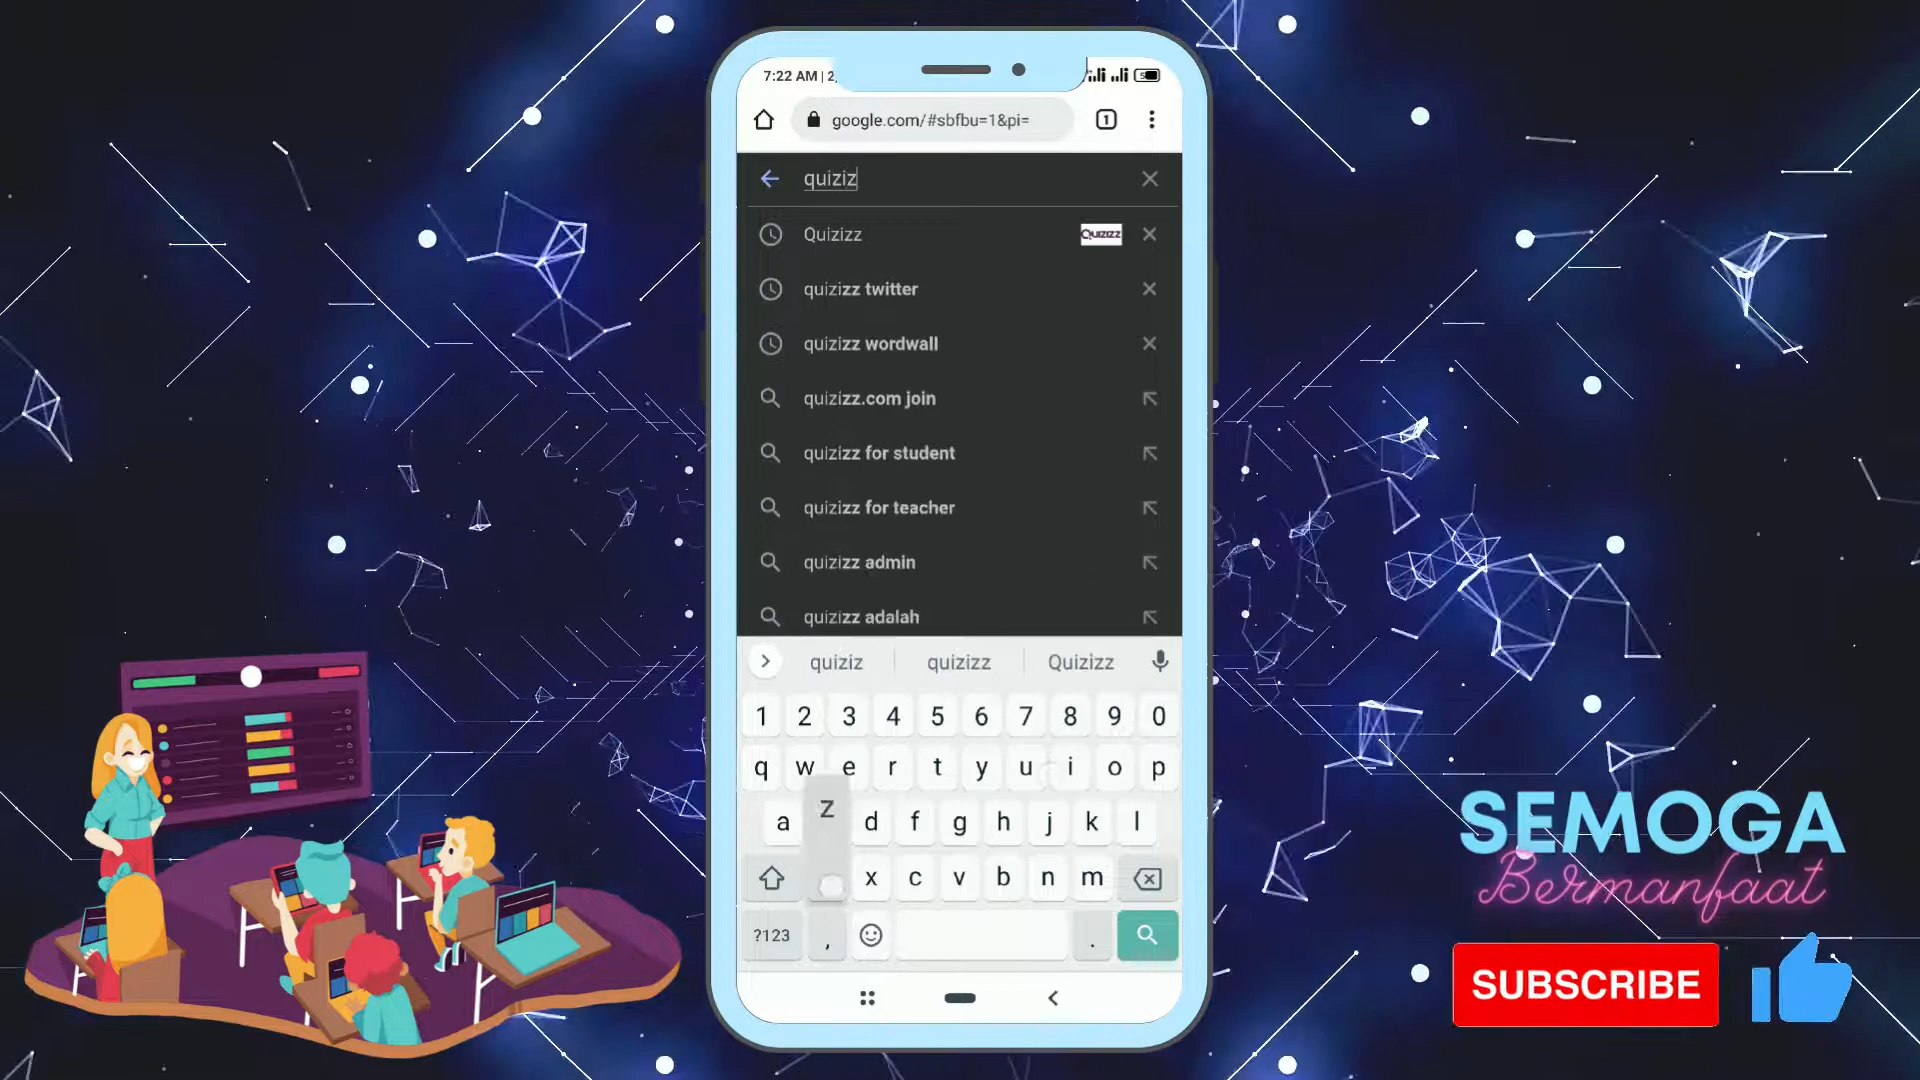 7:22 AM | 2
google.com/#sbfbu=1&pi=
1
quiziz
Quizizz
Quizizz
quizizz twitter
quizizz wordwall
quizizz.com join
quizizz for student
quizizz for teacher
quizizz admin
quizizz adalah
quiziz quizizz Quizizz
1 2 3 4 5 6 7 8 9 0
q w e r t y u i o p
a z d f g h j k l
x c v b n m
?123 , .
SEMOGA
Bermanfaat
SUBSCRIBE